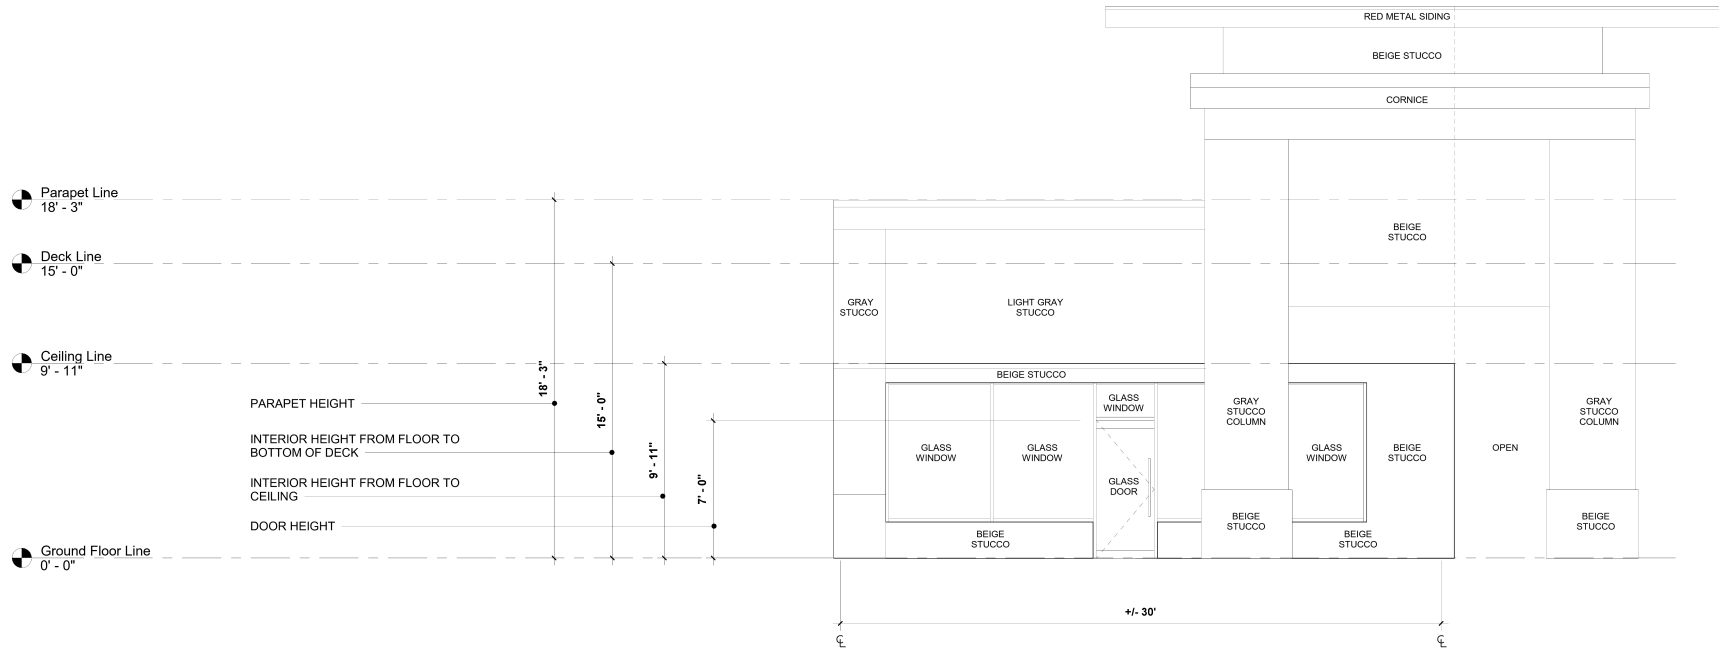 RED METAL SIDING
BEIGE STUCCO
CORNICE
Parapet Line
18' - 3"
BEIGE
STUCCO
Deck Line
15' - 0"
GRAY
STUCCO
LIGHT GRAY
STUCCO
Ceiling Line
9' - 11"
18' - 3"
15' - 0"
9' - 11"
7' - 0"
BEIGE STUCCO
PARAPET HEIGHT
GLASS
WINDOW
GRAY
STUCCO
COLUMN
GRAY
STUCCO
COLUMN
INTERIOR HEIGHT FROM FLOOR TO
BOTTOM OF DECK
GLASS
WINDOW
GLASS
WINDOW
GLASS
WINDOW
BEIGE
STUCCO
OPEN
INTERIOR HEIGHT FROM FLOOR TO
CEILING
GLASS
DOOR
DOOR HEIGHT
BEIGE
STUCCO
BEIGE
STUCCO
BEIGE
STUCCO
BEIGE
STUCCO
Ground Floor Line
0' - 0"
+/- 30'
℄
℄